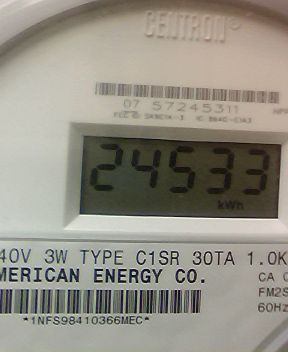 CENTRON®
07 57245311
24533
kWh
40V 3W TYPE C1SR 30TA 1.0K
MERICAN ENERGY CO.
CA
FM2S
60Hz
*1NFS98410366MEC*